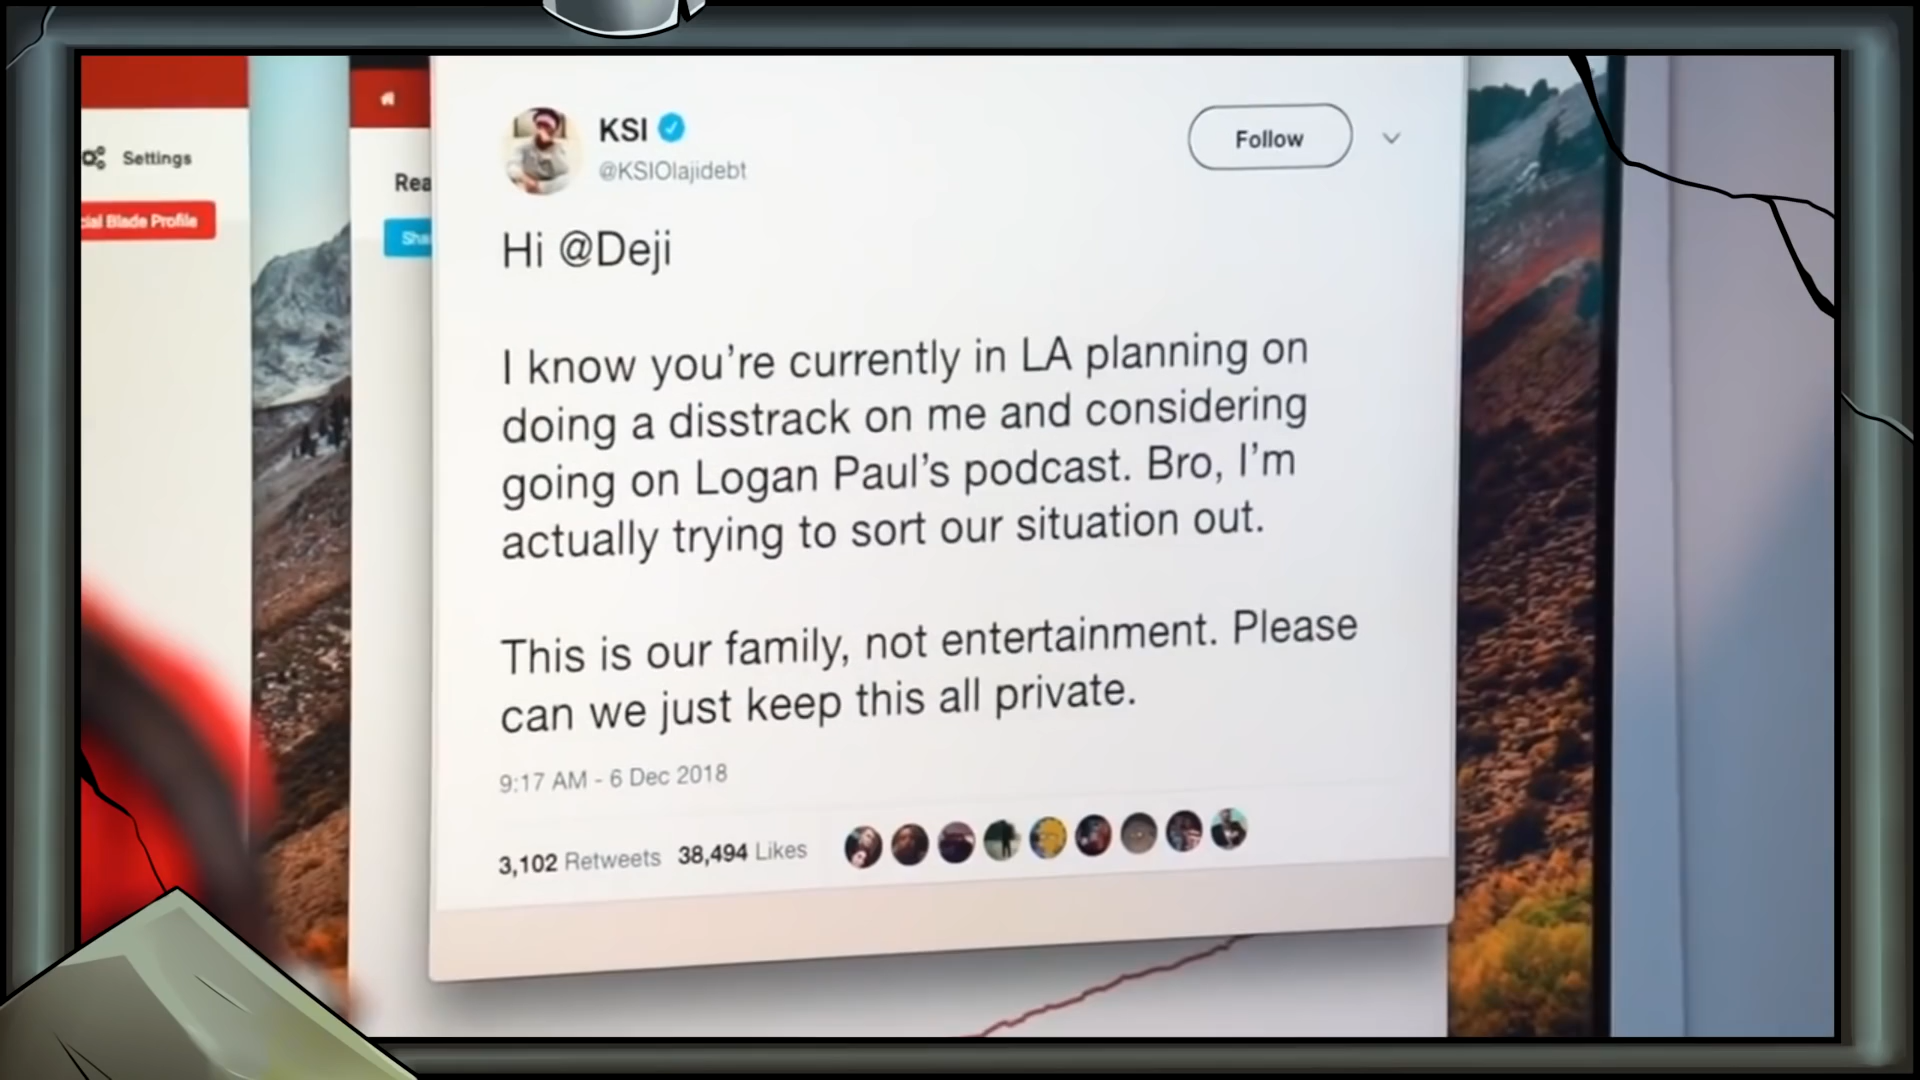 Settings
Blade Profile
KSI
@KSIOlajidebt
Follow
Hi @Deji
I know you're currently in LA planning on
doing a disstrack on me and considering
going on Logan Paul's podcast. Bro, I'm
actually trying to sort our situation out.
This is our family, not entertainment. Please
can we just keep this all private.
9:17 AM - 6 Dec 2018
3,102 Retweets 38,494 Likes